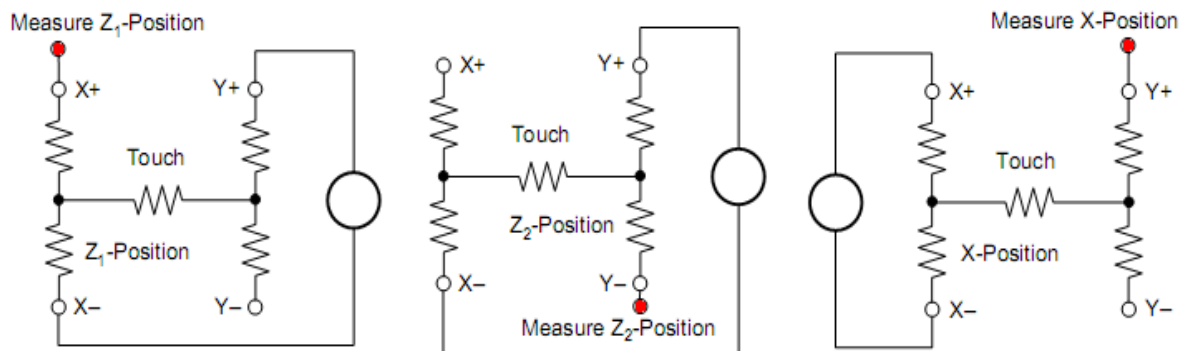 Measure Z₁-Position
X+
Y+
Touch
Z₁-Position
X–
Y–
X+
Y+
Touch
Z₂-Position
X–
Y–
Measure Z₂-Position
Measure X-Position
X+
Y+
Touch
X-Position
X–
Y–